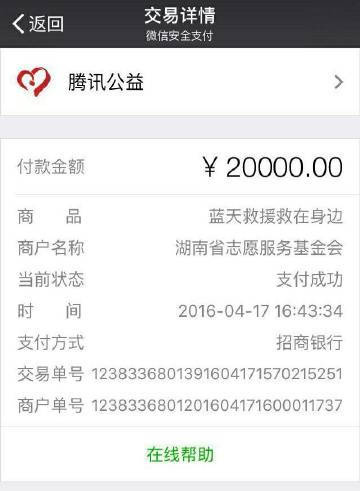 返回
交易详情
微信安全支付
腾讯公益
付款金额 ¥ 20000.00
商 品 蓝天救援救在身边
商户名称 湖南省志愿服务基金会
当前状态 支付成功
时 间 2016-04-17 16:43:34
支付方式 招商银行
交易单号 1238336801391604171570215251
商户单号 1238336801201604171600011737
在线帮助